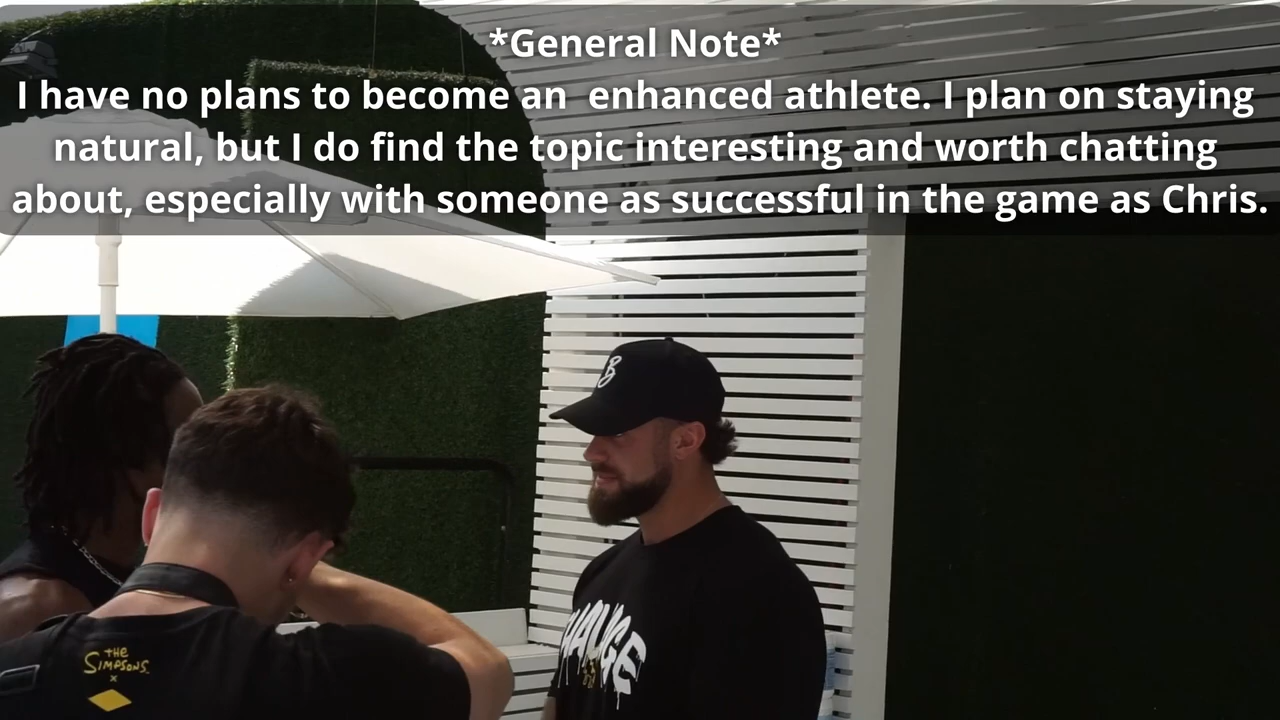 *General Note*
I have no plans to become an  enhanced athlete. I plan on staying
natural, but I do find the topic interesting and worth chatting
about, especially with someone as successful in the game as Chris.
B
THE
SIMPSONS
x